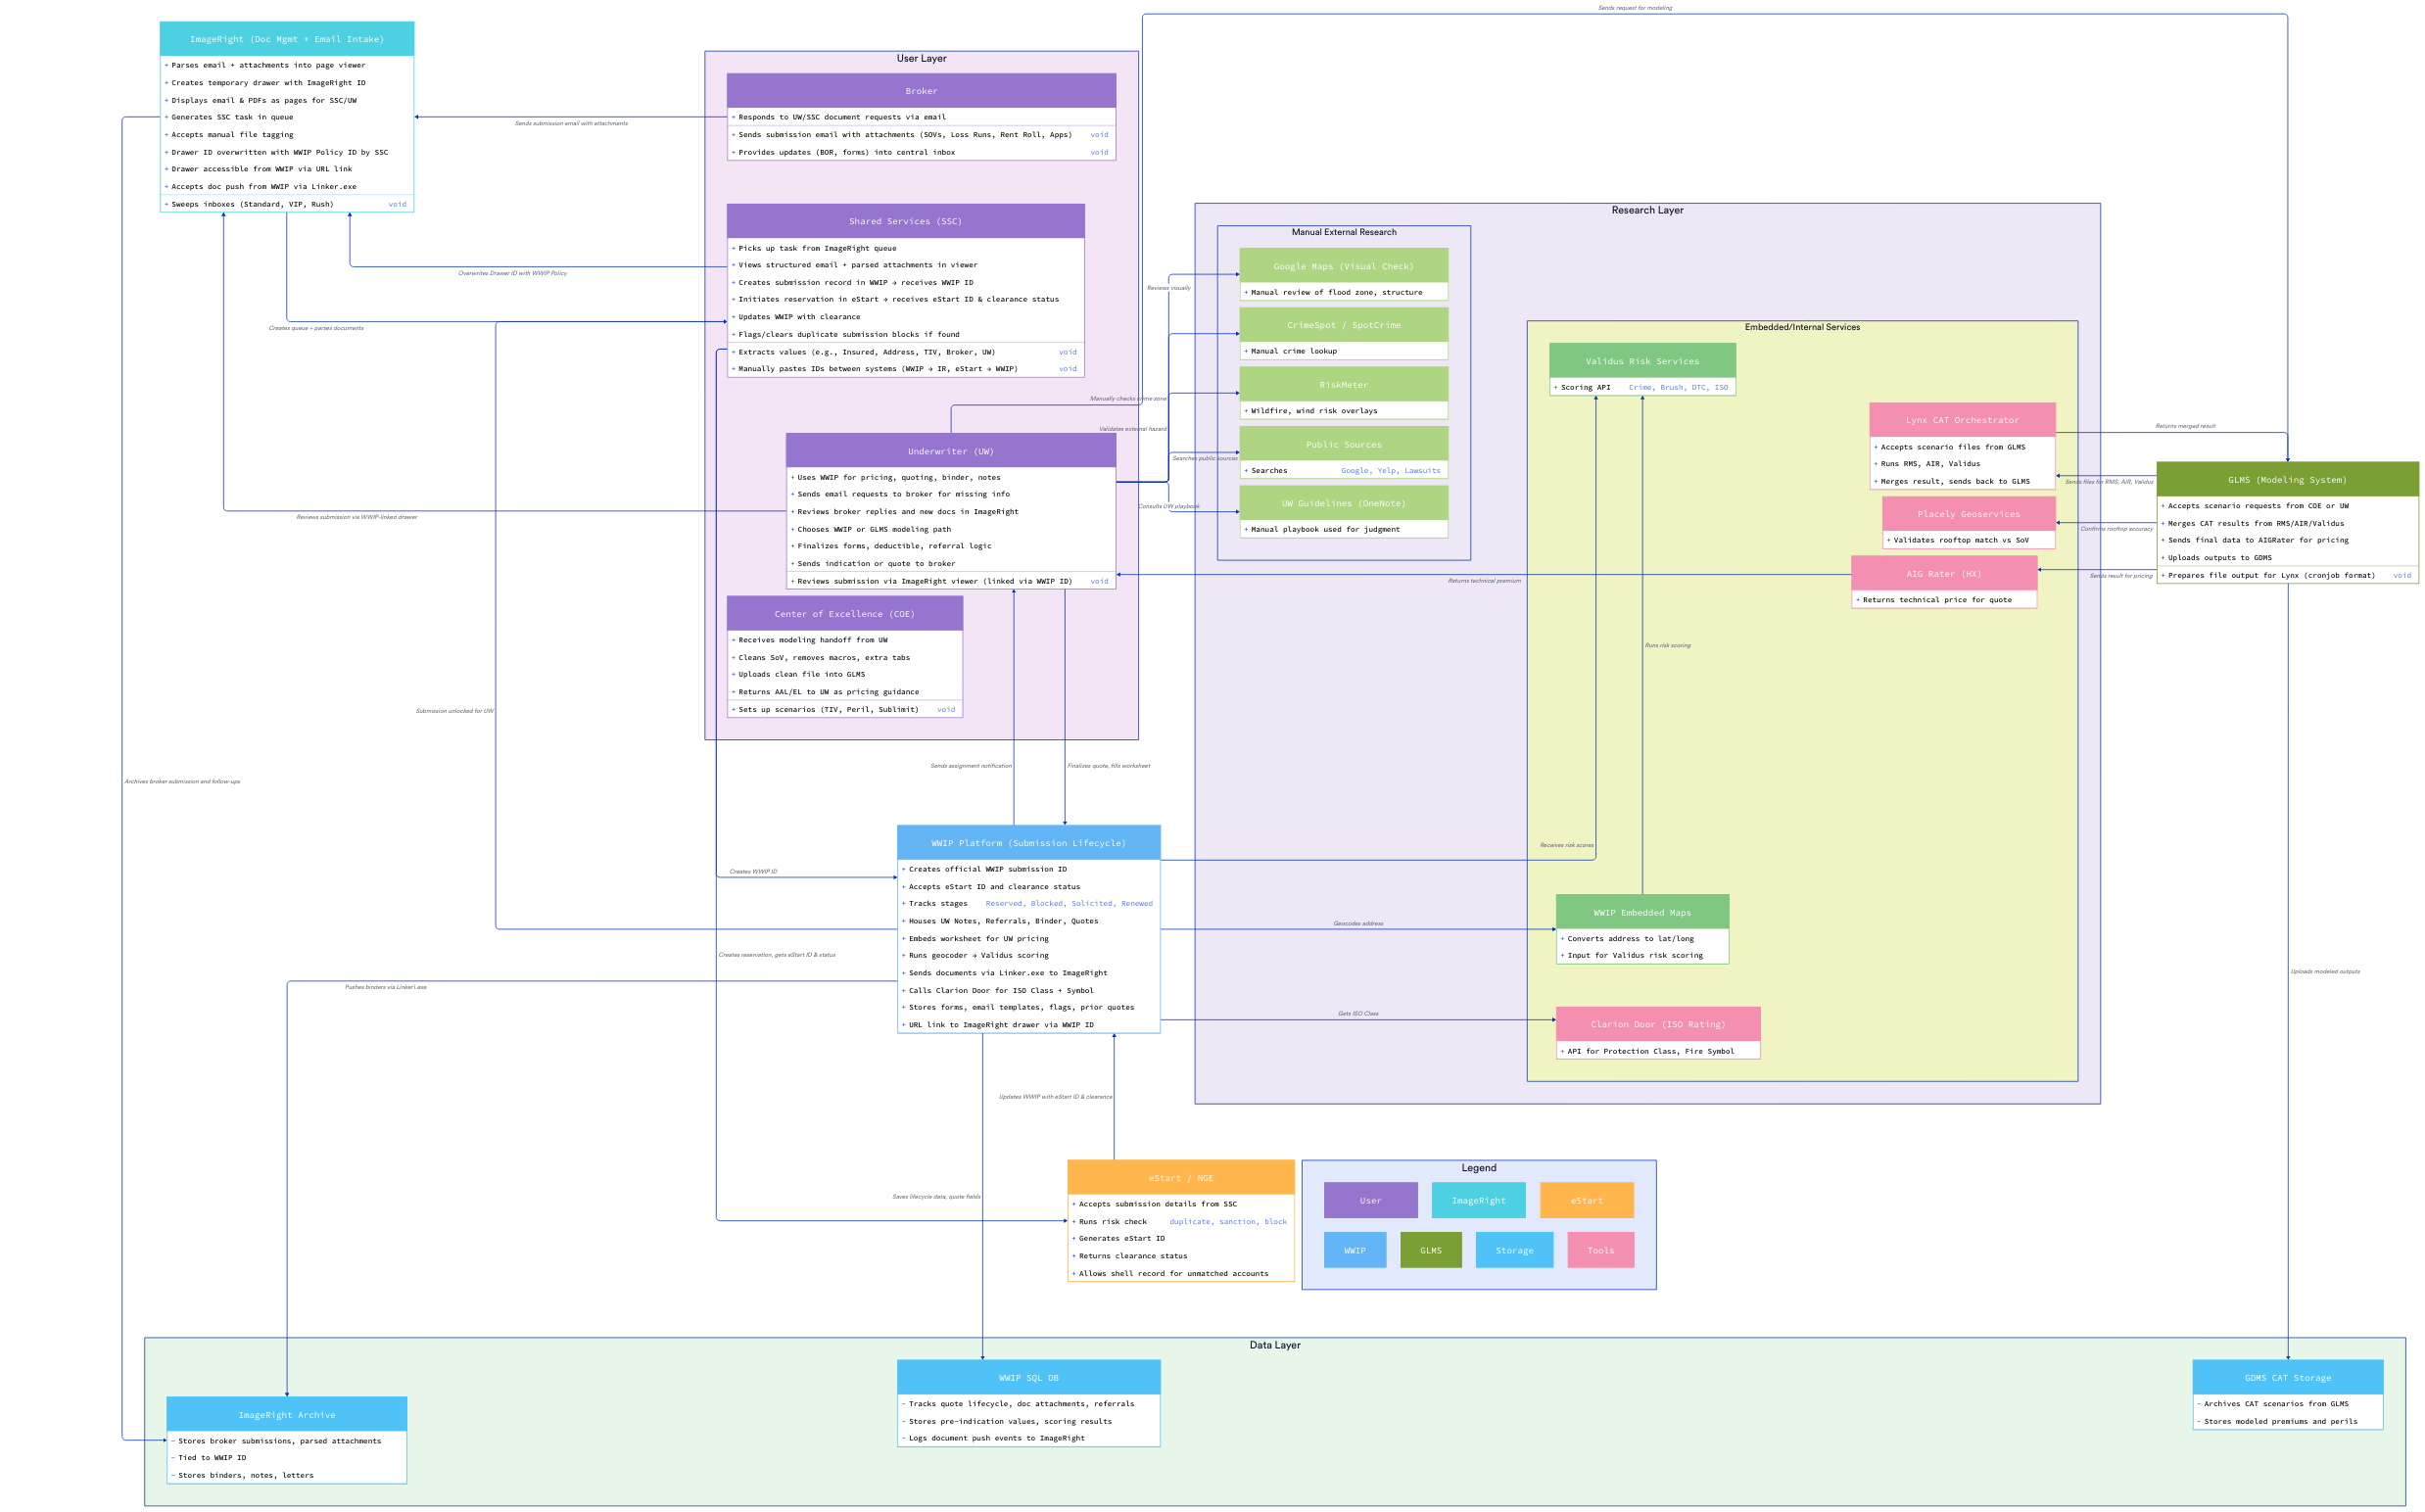 Sends request for modeling
ImageRight (Doc Mgmt + Email Intake)
+ Parses email + attachments into page viewer
+ Creates temporary drawer with ImageRight ID
+ Displays email & PDFs as pages for SSC/UW
+ Generates SSC task in queue
+ Accepts manual file tagging
+ Drawer ID overwritten with WWIP Policy ID by SSC
+ Drawer accessible from WWIP via URL link
+ Accepts doc push from WWIP via Linker.exe
+ Sweeps inboxes (Standard, VIP, Rush) void
Sends submission email with attachments
Overwrites Drawer ID with WWIP Policy
Creates queue + parses documents
Reviews submission via WWIP-linked drawer
Submission unlocked for UW
Archives broker submission and follow-ups
User Layer
Broker
+ Responds to UW/SSC document requests via email
+ Sends submission email with attachments (SOVs, Loss Runs, Rent Roll, Apps) void
+ Provides updates (BOR, forms) into central inbox void
Shared Services (SSC)
+ Picks up task from ImageRight queue
+ Views structured email + parsed attachments in viewer
+ Creates submission record in WWIP → receives WWIP ID
+ Initiates reservation in eStart → receives eStart ID & clearance status
+ Updates WWIP with clearance
+ Flags/clears duplicate submission blocks if found
+ Extracts values (e.g., Insured, Address, TIV, Broker, UW) void
+ Manually pastes IDs between systems (WWIP → IR, eStart → WWIP) void
Underwriter (UW)
+ Uses WWIP for pricing, quoting, binder, notes
+ Sends email requests to broker for missing info
+ Reviews broker replies and new docs in ImageRight
+ Chooses WWIP or GLMS modeling path
+ Finalizes forms, deductible, referral logic
+ Sends indication or quote to broker
+ Reviews submission via ImageRight viewer (linked via WWIP ID) void
Center of Excellence (COE)
+ Receives modeling handoff from UW
+ Cleans SoV, removes macros, extra tabs
+ Uploads clean file into GLMS
+ Returns AAL/EL to UW as pricing guidance
+ Sets up scenarios (TIV, Peril, Sublimit) void
Reviews visually
Manually checks crime zone
Validates external hazard
Searches public sources
Consults UW playbook
Research Layer
Manual External Research
Google Maps (Visual Check)
+ Manual review of flood zone, structure
CrimeSpot / SpotCrime
+ Manual crime lookup
RiskMeter
+ Wildfire, wind risk overlays
Public Sources
+ Searches Google, Yelp, Lawsuits
UW Guidelines (OneNote)
+ Manual playbook used for judgment
Embedded/Internal Services
Validus Risk Services
+ Scoring API Crime, Brush, DTC, ISO
Lynx CAT Orchestrator
+ Accepts scenario files from GLMS
+ Runs RMS, AIR, Validus
+ Merges result, sends back to GLMS
Placely Geoservices
+ Validates rooftop match vs SoV
AIG Rater (HX)
+ Returns technical price for quote
Returns merged result
Sends files for RMS, AIR, Validus
Confirms rooftop accuracy
Sends result for pricing
Returns technical premium
GLMS (Modeling System)
+ Accepts scenario requests from COE or UW
+ Merges CAT results from RMS/AIR/Validus
+ Sends final data to AIGRater for pricing
+ Uploads outputs to GDMS
+ Prepares file output for Lynx (cronjob format) void
Runs risk scoring
Sends assignment notification
Finalizes quote, fills worksheet
WWIP Platform (Submission Lifecycle)
+ Creates official WWIP submission ID
+ Accepts eStart ID and clearance status
+ Tracks stages Reserved, Blocked, Solicited, Renewed
+ Houses UW Notes, Referrals, Binder, Quotes
+ Embeds worksheet for UW pricing
+ Runs geocoder → Validus scoring
+ Sends documents via Linker.exe to ImageRight
+ Calls Clarion Door for ISO Class + Symbol
+ Stores forms, email templates, flags, prior quotes
+ URL link to ImageRight drawer via WWIP ID
Creates WWIP ID
Creates reservation, gets eStart ID & status
Pushes binders via Linker\.exe
Receives risk scores
Geocodes address
Gets ISO Class
WWIP Embedded Maps
+ Converts address to lat/long
+ Input for Validus risk scoring
Clarion Door (ISO Rating)
+ API for Protection Class, Fire Symbol
Uploads modeled outputs
Updates WWIP with eStart ID & clearance
Saves lifecycle data, quote fields
eStart / NGE
+ Accepts submission details from SSC
+ Runs risk check duplicate, sanction, block
+ Generates eStart ID
+ Returns clearance status
+ Allows shell record for unmatched accounts
Legend
User
ImageRight
eStart
WWIP
GLMS
Storage
Tools
Data Layer
ImageRight Archive
- Stores broker submissions, parsed attachments
- Tied to WWIP ID
- Stores binders, notes, letters
WWIP SQL DB
- Tracks quote lifecycle, doc attachments, referrals
- Stores pre-indication values, scoring results
- Logs document push events to ImageRight
GDMS CAT Storage
- Archives CAT scenarios from GLMS
- Stores modeled premiums and perils